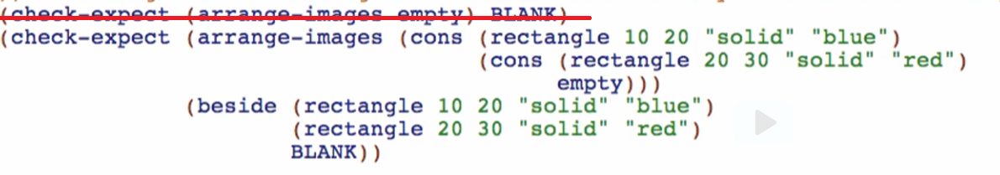 (check-expect (arrange-images empty) BLANK)
(check-expect (arrange-images (cons (rectangle 10 20 "solid" "blue")
(cons (rectangle 20 30 "solid" "red")
empty)))
(beside (rectangle 10 20 "solid" "blue")
(rectangle 20 30 "solid" "red")
BLANK))